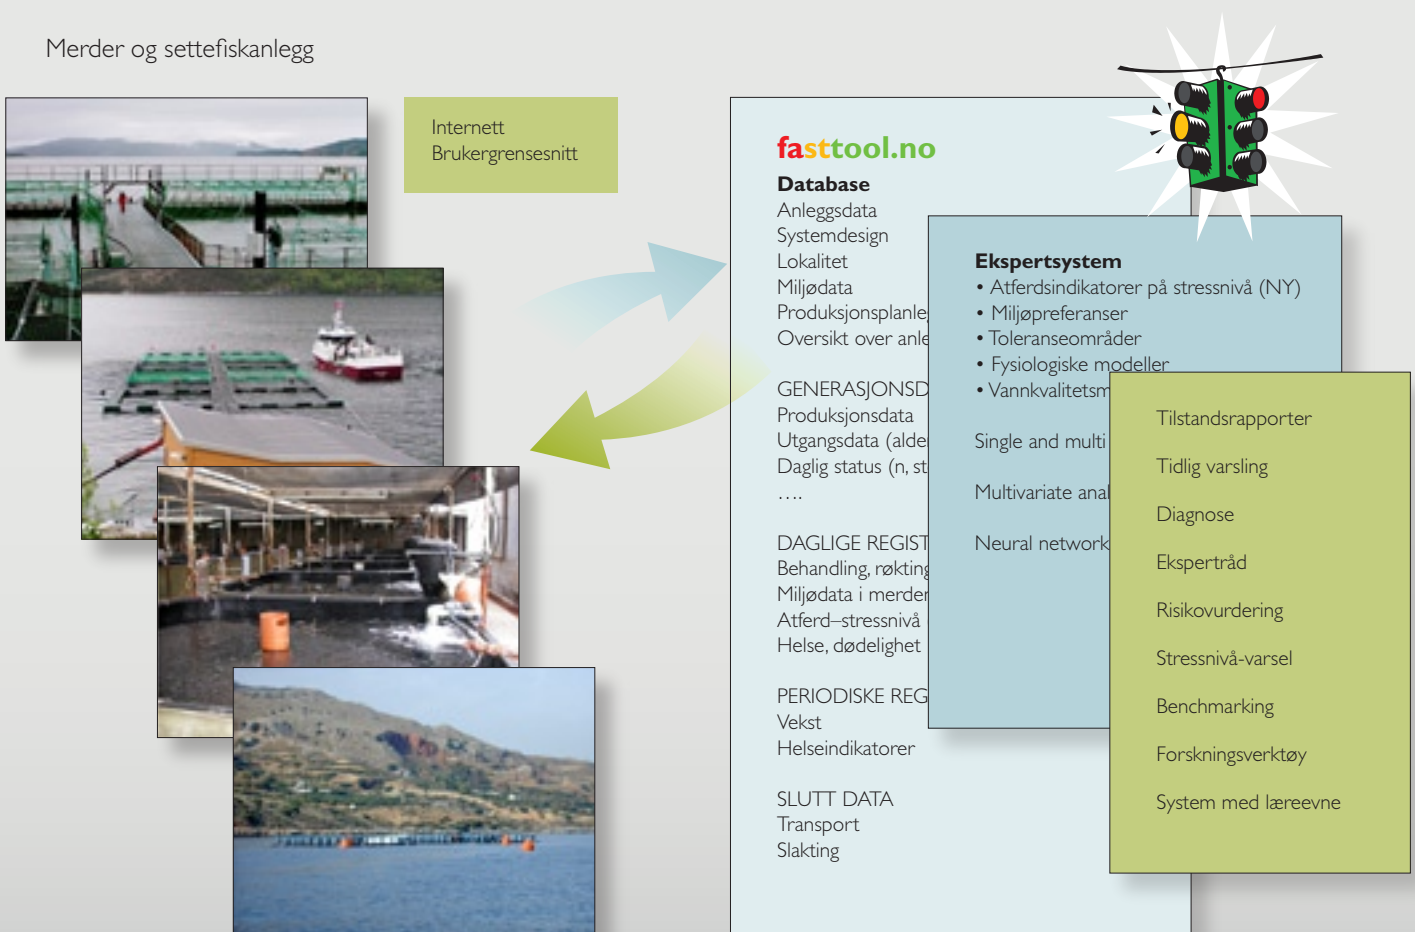 Merder og settefiskanlegg
Internett
Brukergrensesnitt
fasttool.no
Database
Anleggsdata
Systemdesign
Lokalitet
Miljødata
Produksjonsplanleg
Oversikt over anle
GENERASJONSD
Produksjonsdata
Utgangsdata (alder
Daglig status (n, st
....
DAGLIGE REGIST
Behandling, røkting
Miljødata i merder
Atferd–stressnivå
Helse, dødelighet
PERIODISKE REG
Vekst
Helseindikatorer
SLUTT DATA
Transport
Slakting
Ekspertsystem
• Atferdsindikatorer på stressnivå (NY)
• Miljøpreferanser
• Toleranseområder
• Fysiologiske modeller
• Vannkvalitetsm
Single and multi
Multivariate anal
Neural network
Tilstandsrapporter
Tidlig varsling
Diagnose
Ekspertråd
Risikovurdering
Stressnivå-varsel
Benchmarking
Forskningsverktøy
System med læreevne